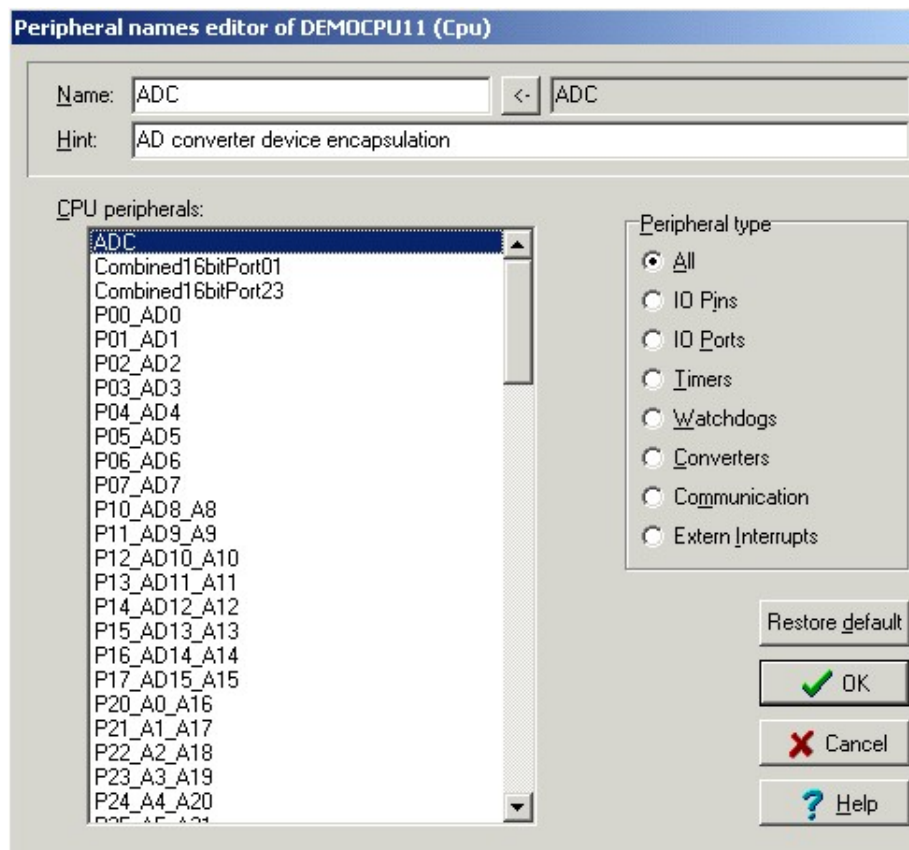 Peripheral names editor of DEMOCPU11 (Cpu)
Name: ADC <- ADC
Hint: AD converter device encapsulation
CPU peripherals:
ADC
Combined16bitPort01
Combined16bitPort23
P00_AD0
P01_AD1
P02_AD2
P03_AD3
P04_AD4
P05_AD5
P06_AD6
P07_AD7
P10_AD8_A8
P11_AD9_A9
P12_AD10_A10
P13_AD11_A11
P14_AD12_A12
P15_AD13_A13
P16_AD14_A14
P17_AD15_A15
P20_A0_A16
P21_A1_A17
P22_A2_A18
P23_A3_A19
P24_A4_A20
Peripheral type
All
IO Pins
IO Ports
Timers
Watchdogs
Converters
Communication
Extern Interrupts
Restore default
OK
Cancel
Help